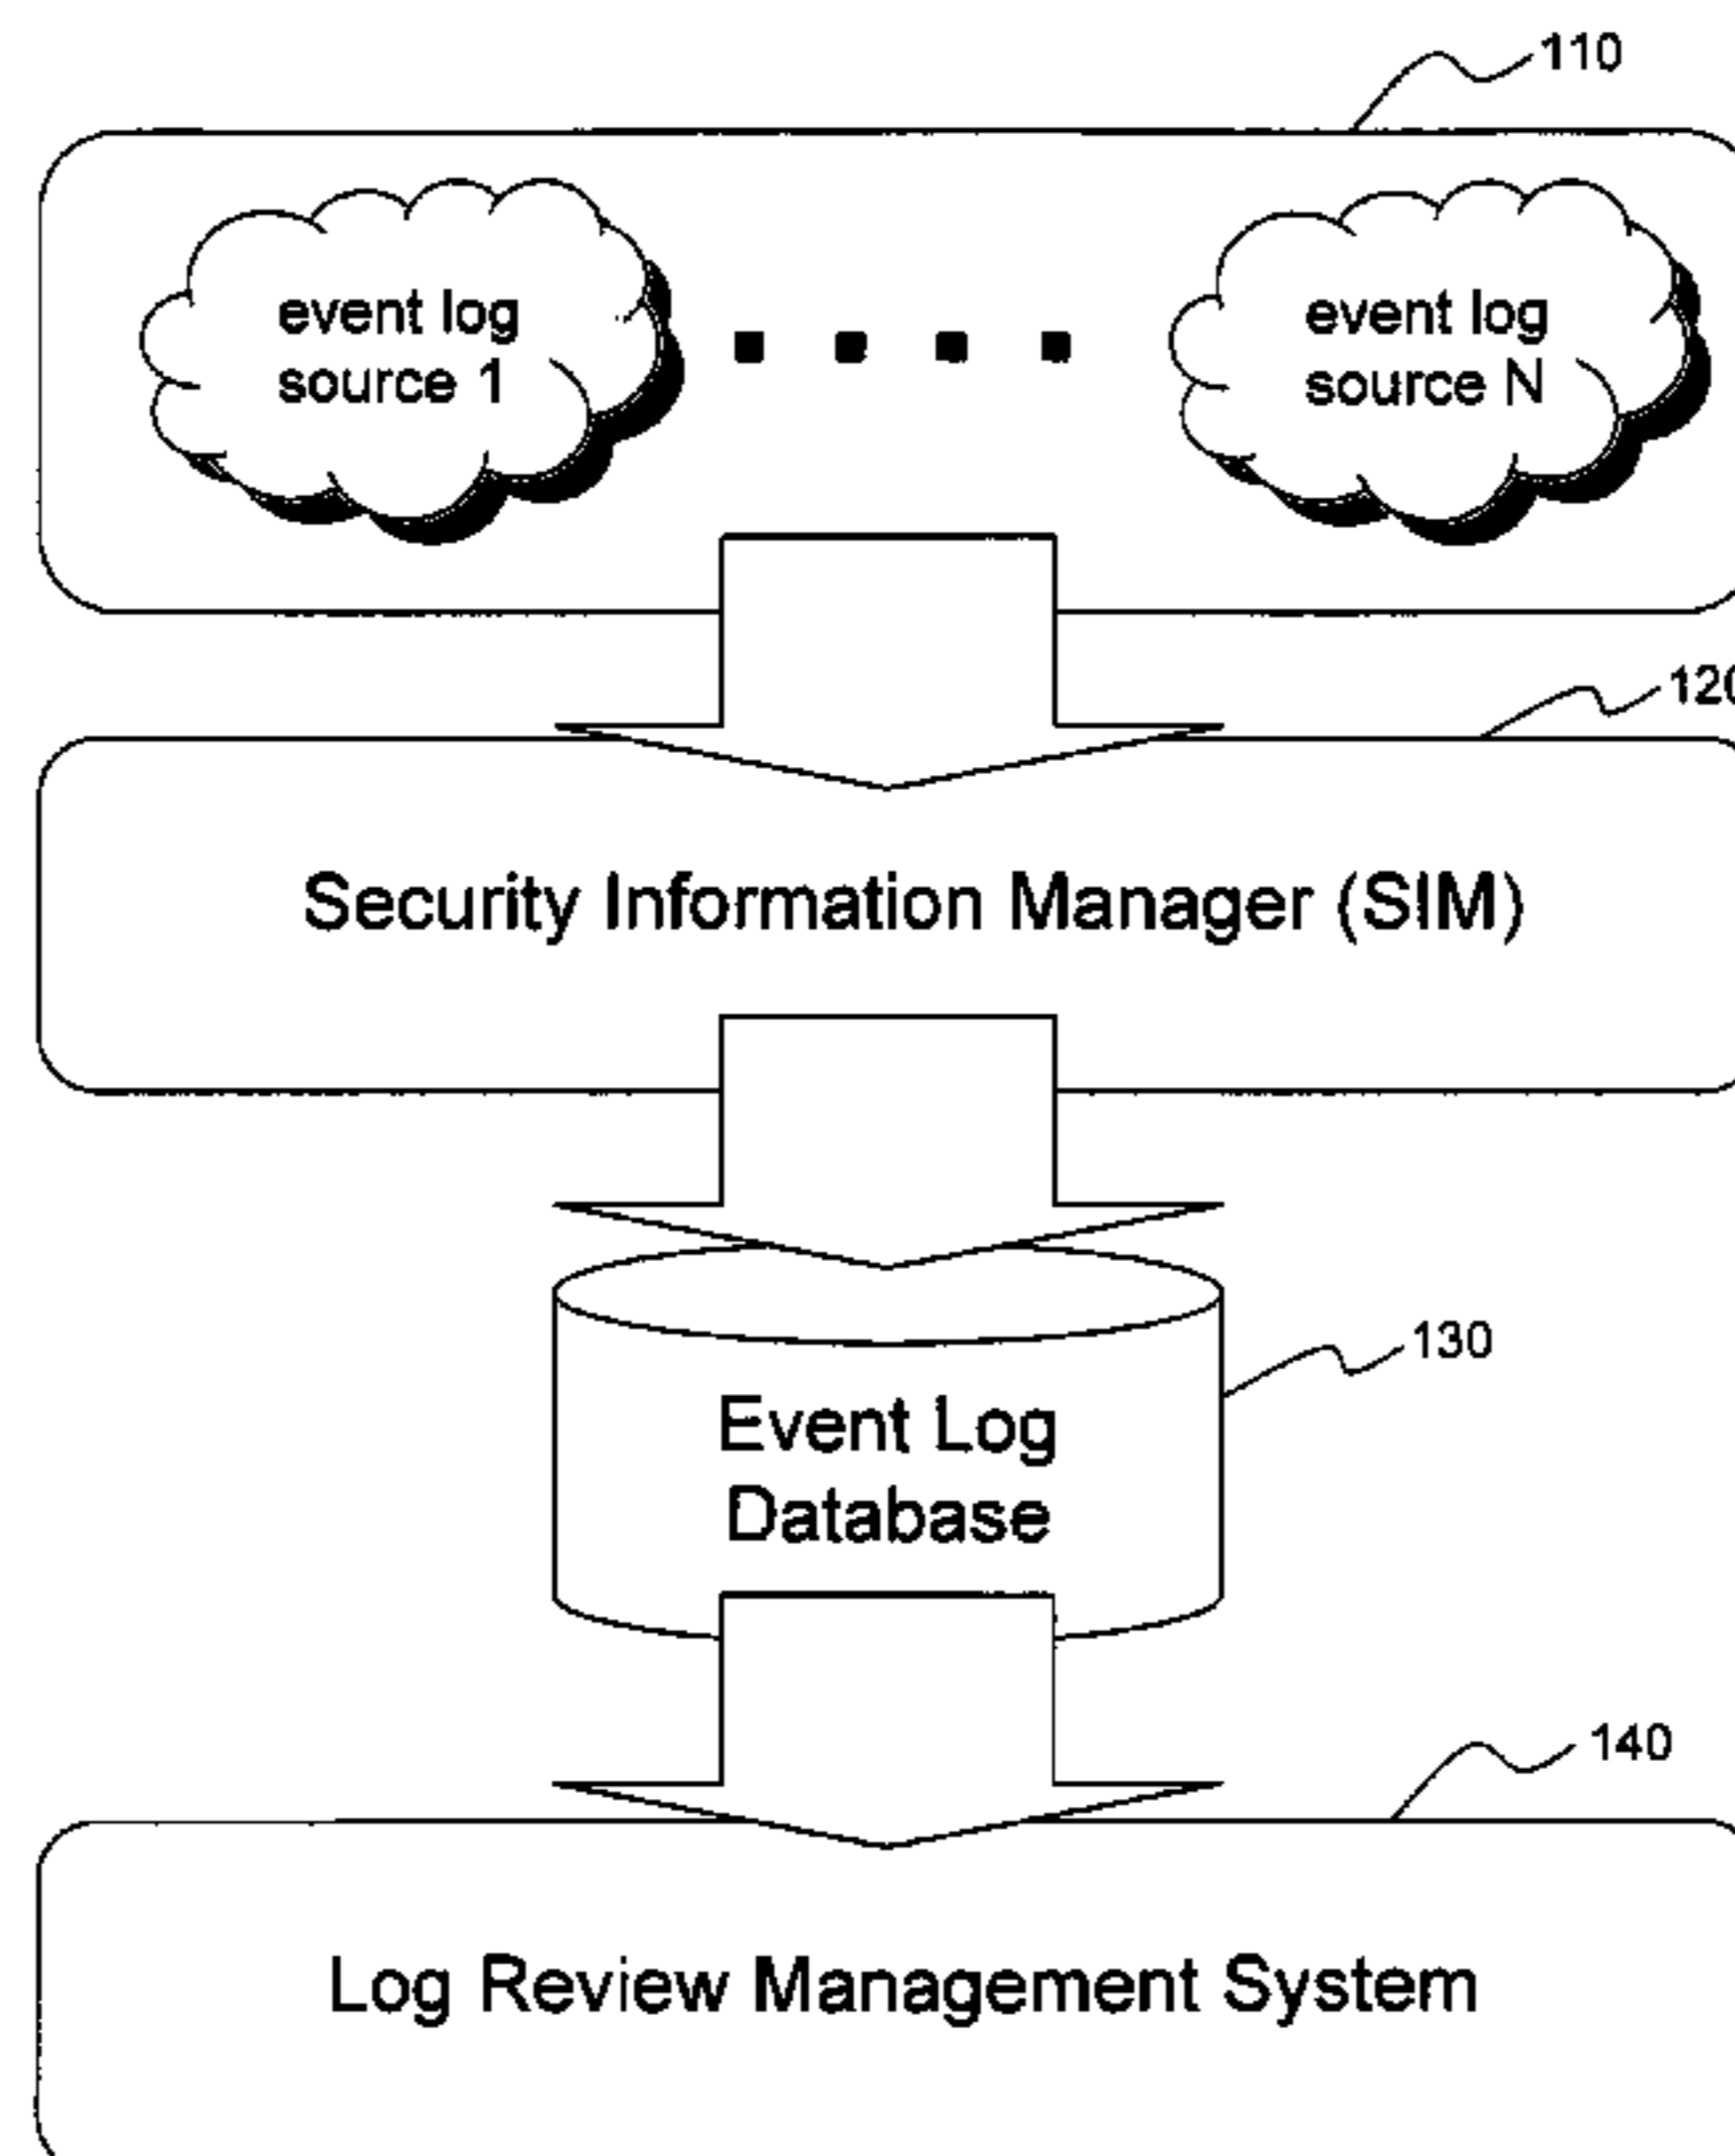 110
event log
source 1
event log
source N
120
Security Information Manager (SIM)
130
Event Log
Database
140
Log Review Management System